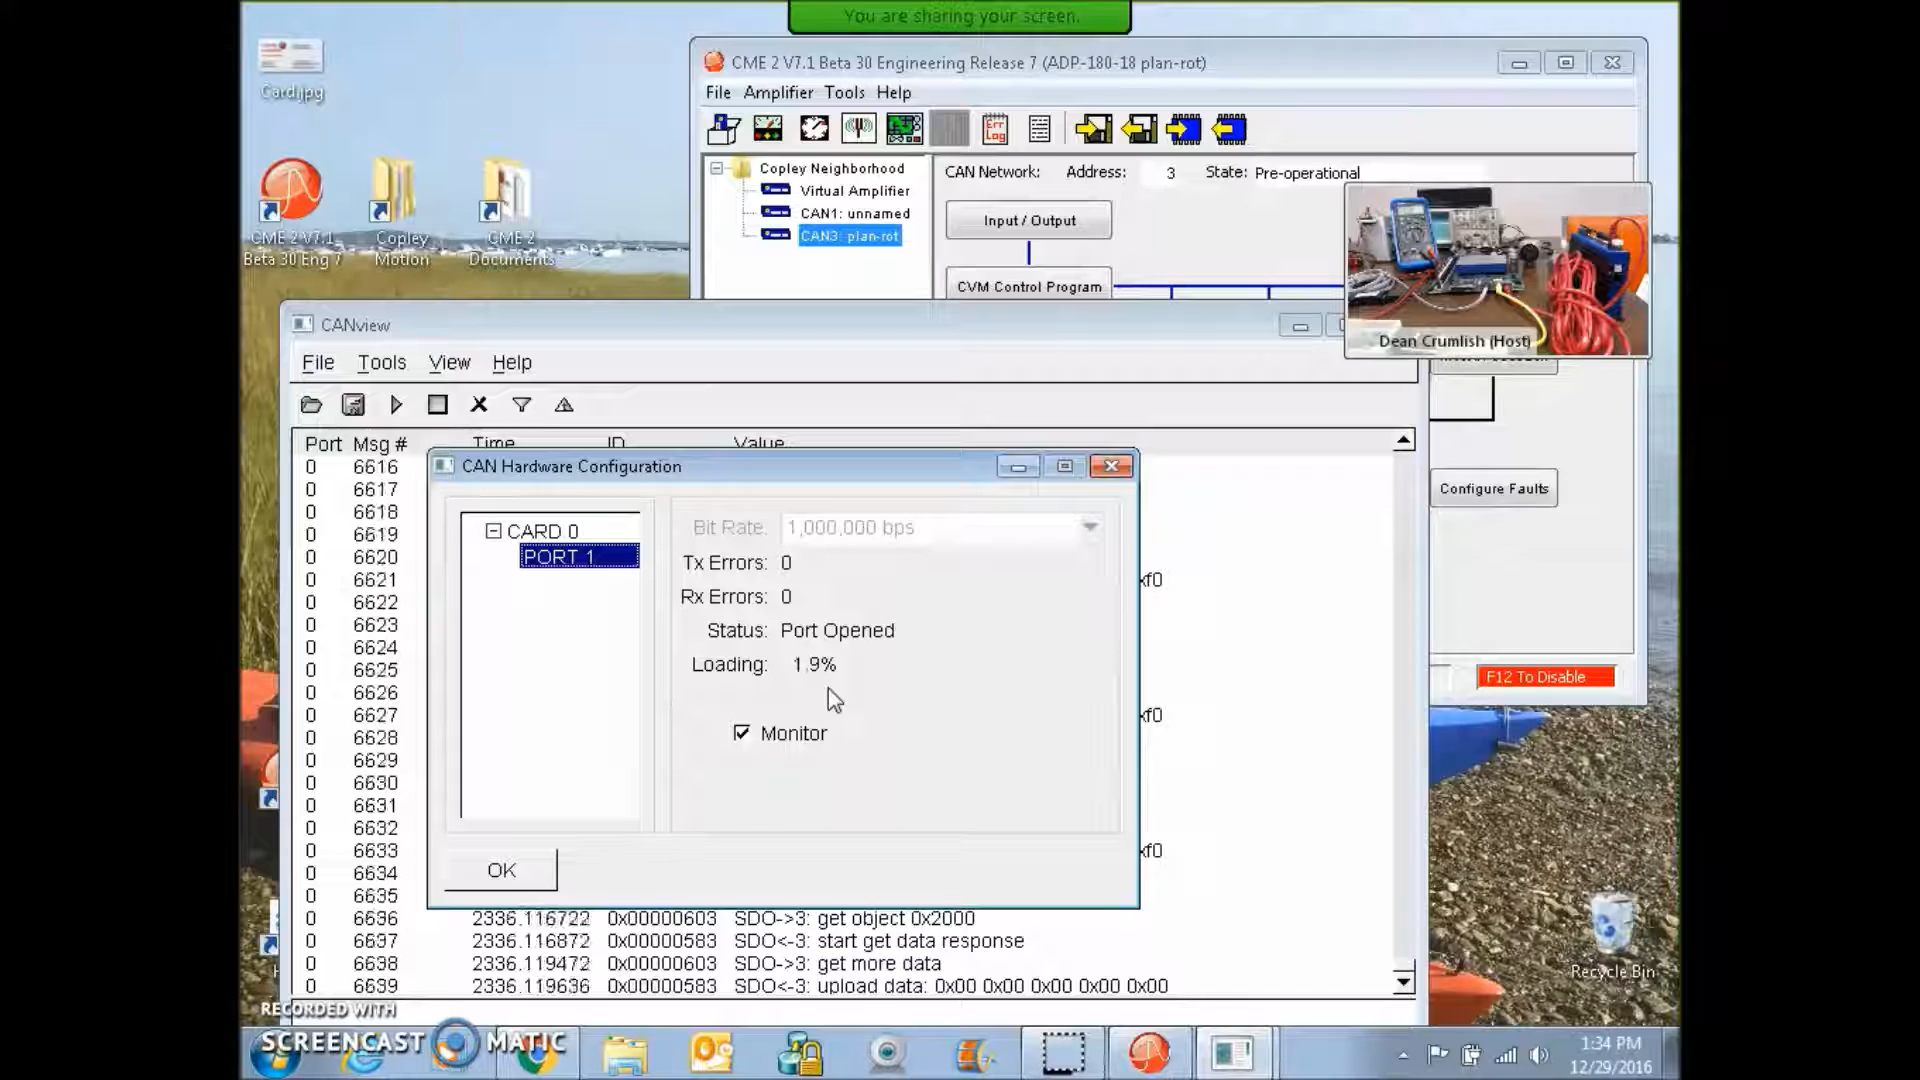 You are sharing your screen.
Card.jpg
CME 2 V7.1 Beta 30 Engineering Release 7 (ADP-180-18 plan-rot)
File Amplifier Tools Help
Err Log
Copley Neighborhood
Virtual Amplifier
CAN1: unnamed
CAN3: plan-rot
CAN Network: Address: 3 State: Pre-operational
Input / Output
CVM Control Program
CME 2 V7.1
Beta 30 Eng 7
Copley
Motion
CME 2
Documents
Dean Crumlish (Host)
Configure Faults
F12 To Disable
CANview
File Tools View Help
Port Msg # Time ID Value
0 6616
0 6617
0 6618
0 6619
0 6620
0 6621 xf0
0 6622
0 6623
0 6624
0 6625
0 6626
0 6627 xf0
0 6628
0 6629
0 6630
0 6631
0 6632
0 6633 xf0
0 6634
0 6635
0 6636 2336.116722 0x00000603 SDO->3: get object 0x2000
0 6637 2336.116872 0x00000583 SDO<-3: start get data response
0 6638 2336.119472 0x00000603 SDO->3: get more data
0 6639 2336.119636 0x00000583 SDO<-3: upload data: 0x00 0x00 0x00 0x00 0x00
CAN Hardware Configuration
CARD 0
PORT 1
Bit Rate: 1,000,000 bps
Tx Errors: 0
Rx Errors: 0
Status: Port Opened
Loading: 1.9%
Monitor
OK
Recycle Bin
RECORDED WITH
SCREENCAST MATIC
1:34 PM
12/29/2016